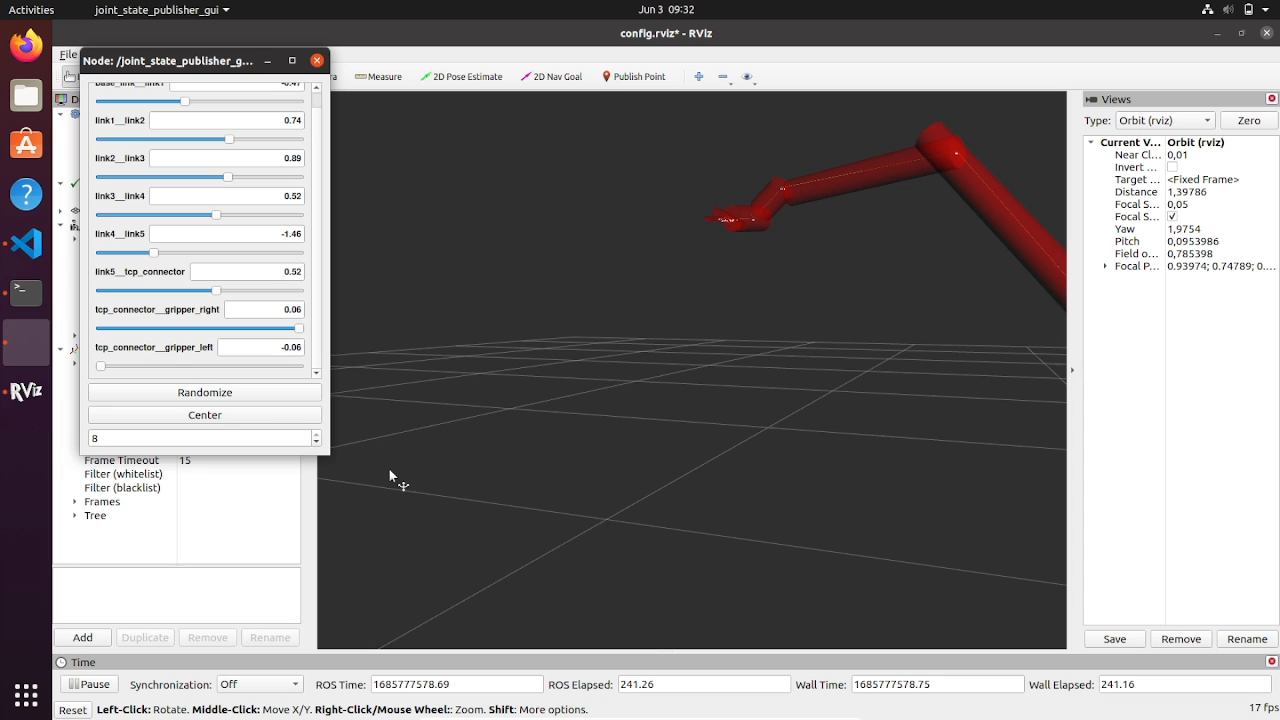 Activities joint_state_publisher_gui Jun 3 09:32
config.rviz* - RViz
File
Node: /joint_state_publisher_g...
Measure 2D Pose Estimate 2D Nav Goal Publish Point
base_link__link1 -0.47
link1__link2 0.74
link2__link3 0.89
link3__link4 0.52
link4__link5 -1.46
link5__tcp_connector 0.52
tcp_connector__gripper_right 0.06
tcp_connector__gripper_left -0.06
Randomize
Center
8
Frame Timeout 15
Filter (whitelist)
Filter (blacklist)
Frames
Tree
Add Duplicate Remove Rename
Views
Type: Orbit (rviz) Zero
Current V... Orbit (rviz)
Near Cl... 0,01
Invert ...
Target ... <Fixed Frame>
Distance 1,39786
Focal S... 0,05
Focal S... ✓
Yaw 1,9754
Pitch 0,0953986
Field o... 0,785398
Focal P... 0.93974; 0.74789; 0....
Save Remove Rename
RViz
Time
Pause Synchronization: Off ROS Time: 1685777578.69 ROS Elapsed: 241.26 Wall Time: 1685777578.75 Wall Elapsed: 241.16
Reset Left-Click: Rotate. Middle-Click: Move X/Y. Right-Click/Mouse Wheel:: Zoom. Shift: More options. 17 fps